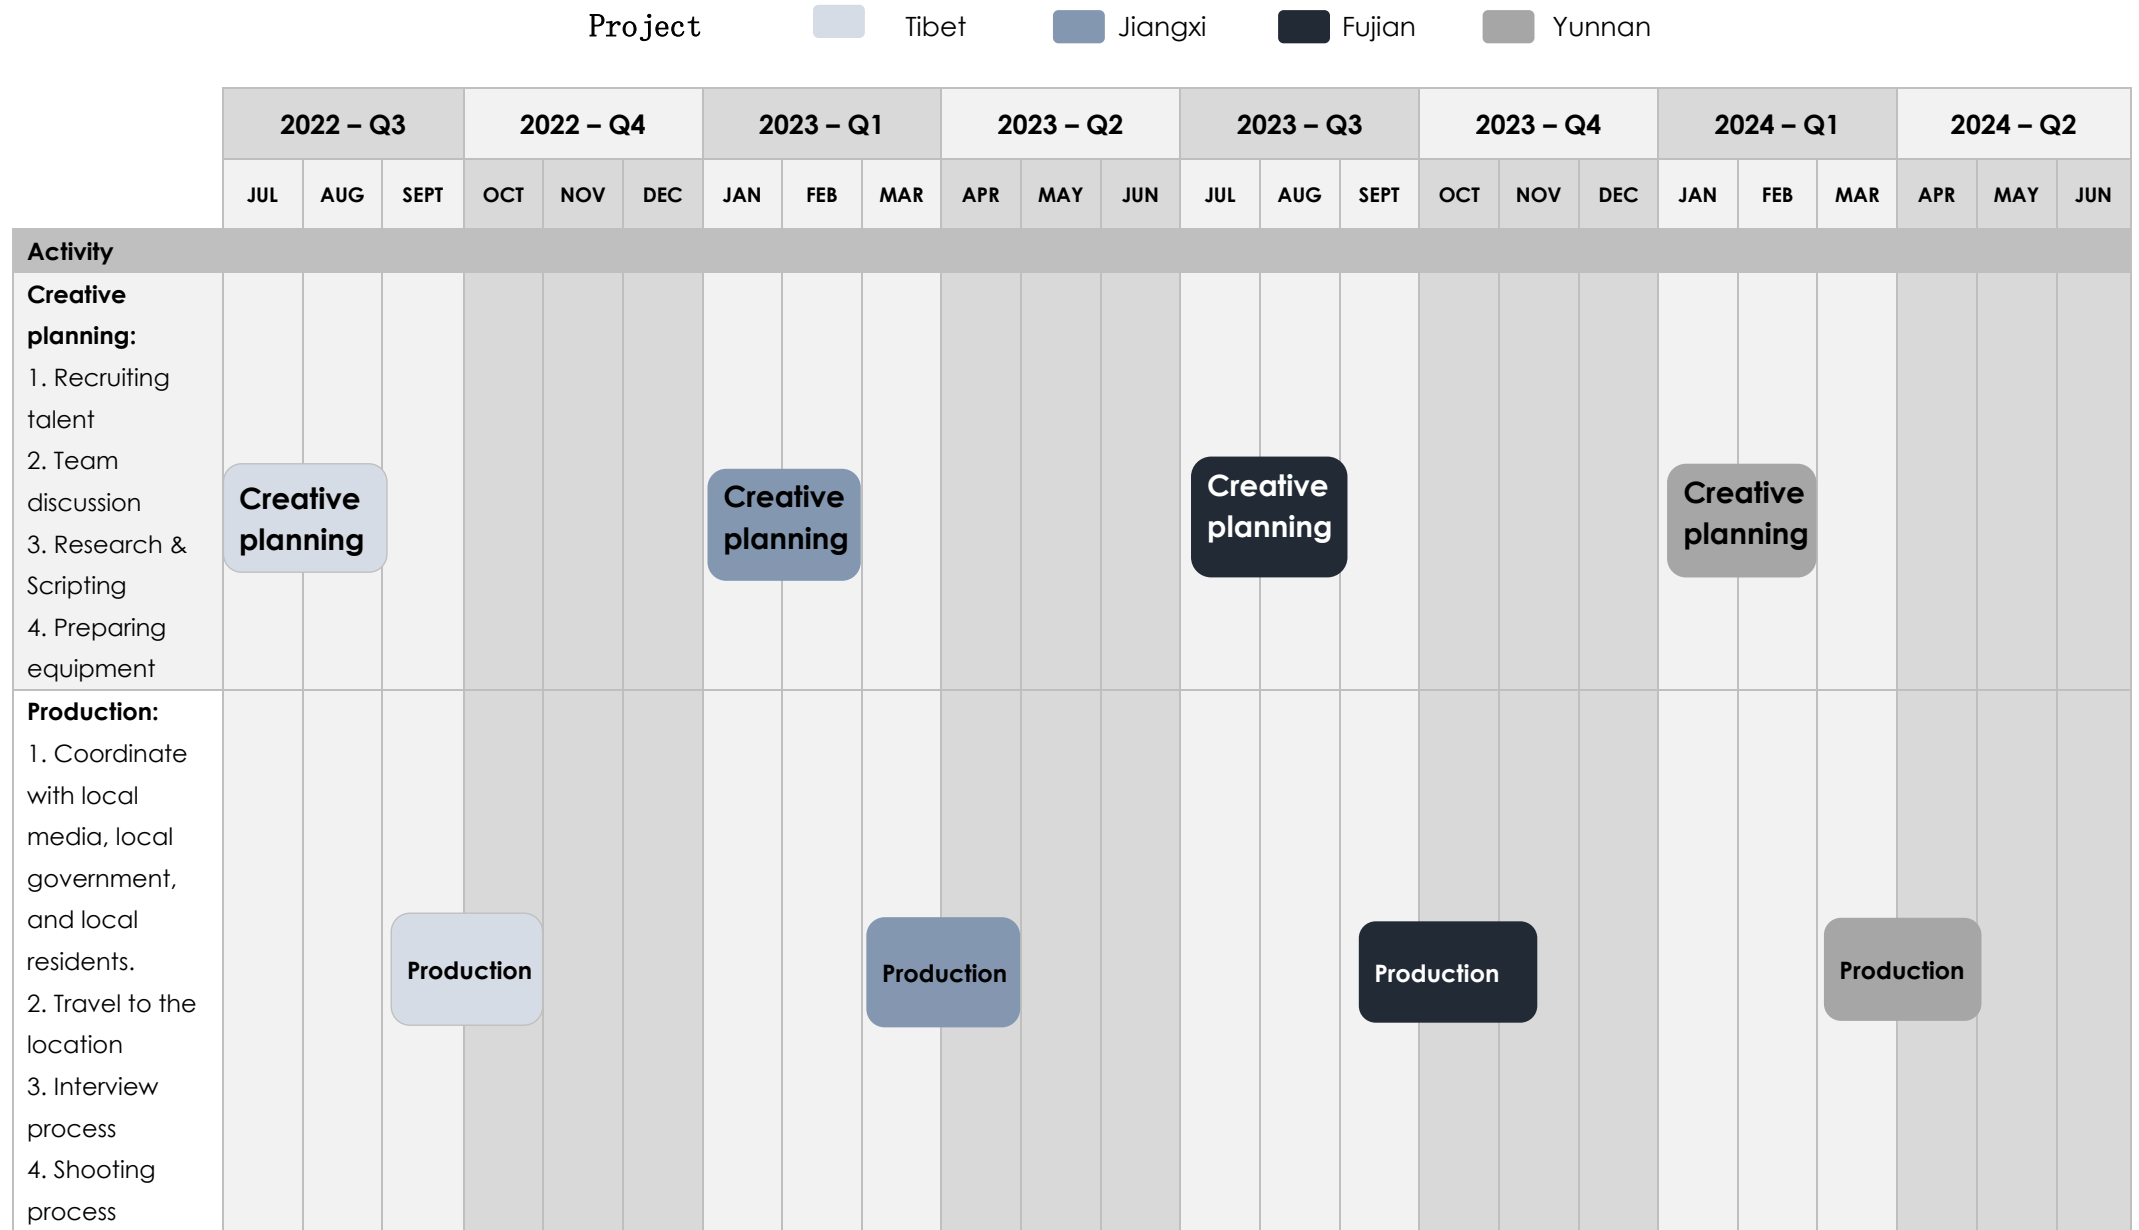 Project Tibet Jiangxi Fujian Yunnan
2022 – Q3 2022 – Q4 2023 – Q1 2023 – Q2 2023 – Q3 2023 – Q4 2024 – Q1 2024 – Q2
JUL AUG SEPT OCT NOV DEC JAN FEB MAR APR MAY JUN JUL AUG SEPT OCT NOV DEC JAN FEB MAR APR MAY JUN
Activity
Creative
planning:
1. Recruiting
talent
2. Team
discussion
3. Research &
Scripting
4. Preparing
equipment
Creative
planning
Creative
planning
Creative
planning
Creative
planning
Production:
1. Coordinate
with local
media, local
government,
and local
residents.
2. Travel to the
location
3. Interview
process
4. Shooting
process
Production
Production
Production
Production